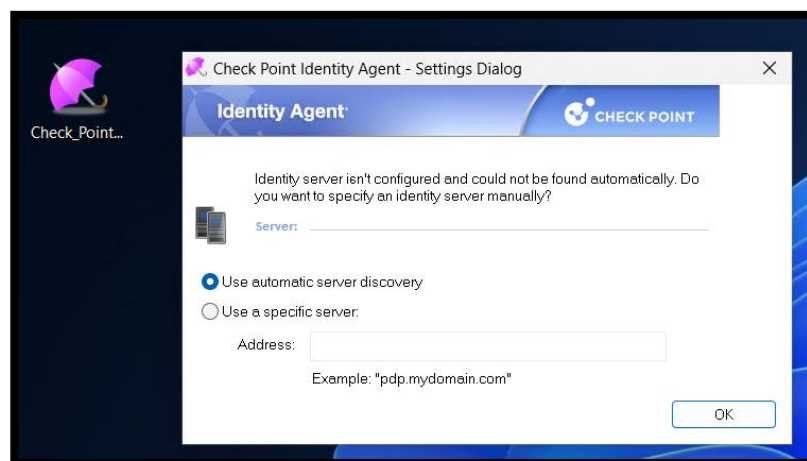 Check Point Identity Agent - Settings Dialog
Identity Agent
CHECK POINT
Check_Point...
Identity server isn't configured and could not be found automatically. Do
you want to specify an identity server manually?
Server:
Use automatic server discovery
Use a specific server:
Address:
Example: "pdp.mydomain.com"
OK